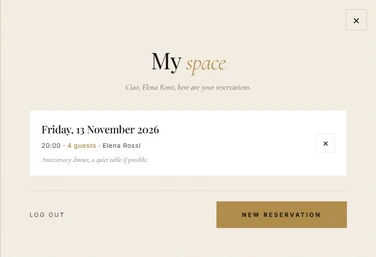 My space
Ciao, Elena Romi, here are your reservations.
Friday, 13 November 2026
20:00 · 4 guests · Elena Rossi
Anniversary dinner, a quiet table if possible.
LOG OUT
NEW RESERVATION